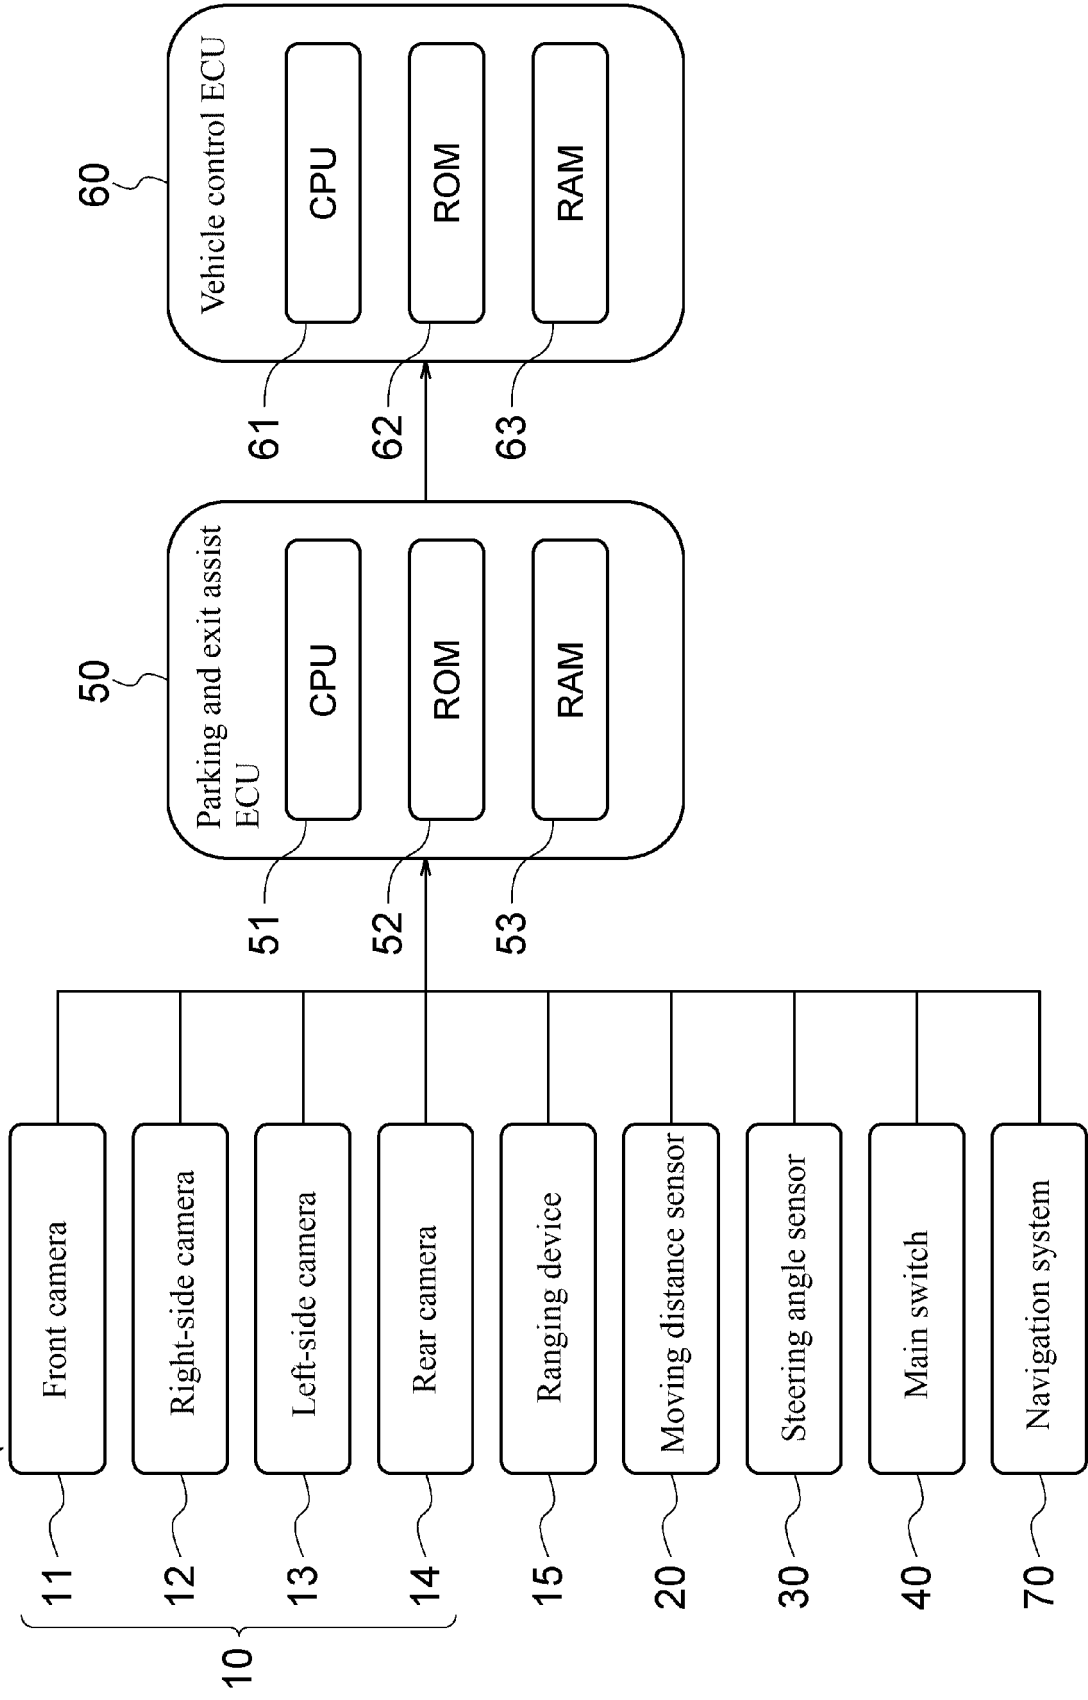 10
11
Front camera
12
Right-side camera
13
Left-side camera
14
Rear camera
15
Ranging device
20
Moving distance sensor
30
Steering angle sensor
40
Main switch
70
Navigation system
50
Parking and exit assist
ECU
51
CPU
52
ROM
53
RAM
60
Vehicle control ECU
61
CPU
62
ROM
63
RAM